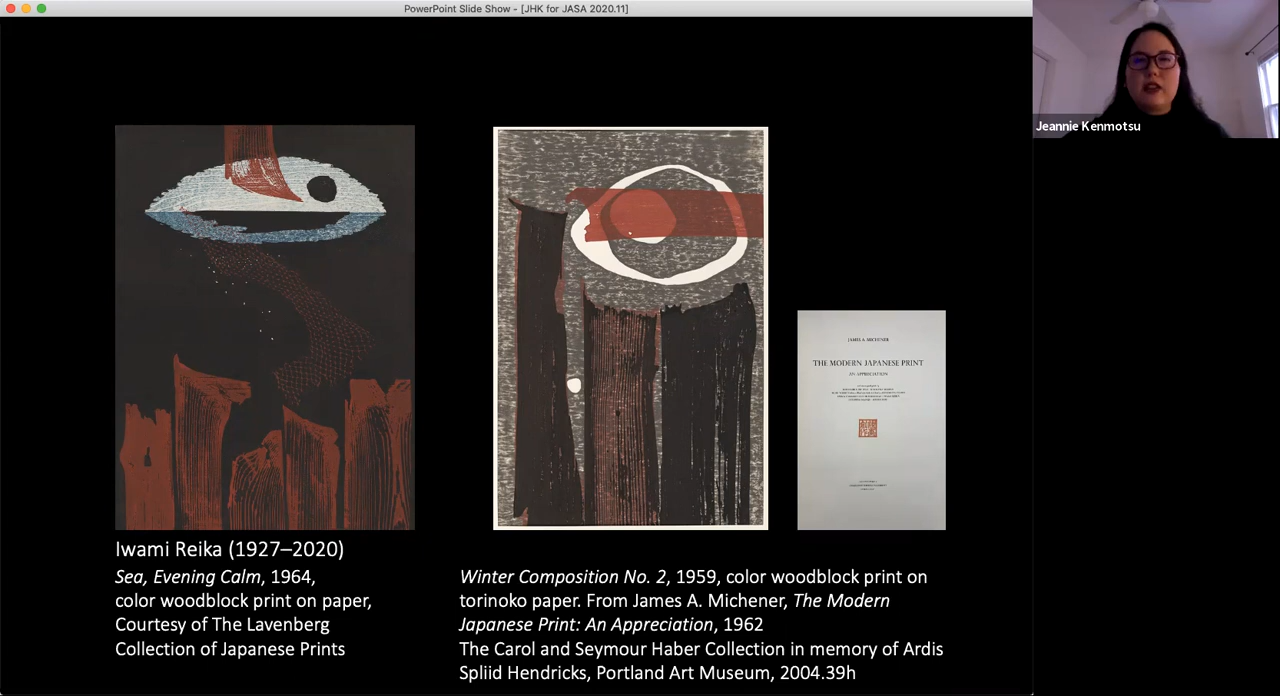 PowerPoint Slide Show - [JHK for JASA 2020.11]
Jeannie Kenmotsu
JAMES A. MICHENER
THE MODERN JAPANESE PRINT
AN APPRECIATION
Iwami Reika (1927–2020)
Sea, Evening Calm, 1964,
color woodblock print on paper,
Courtesy of The Lavenberg
Collection of Japanese Prints
Winter Composition No. 2, 1959, color woodblock print on
torinoko paper. From James A. Michener, The Modern
Japanese Print: An Appreciation, 1962
The Carol and Seymour Haber Collection in memory of Ardis
Spliid Hendricks, Portland Art Museum, 2004.39h